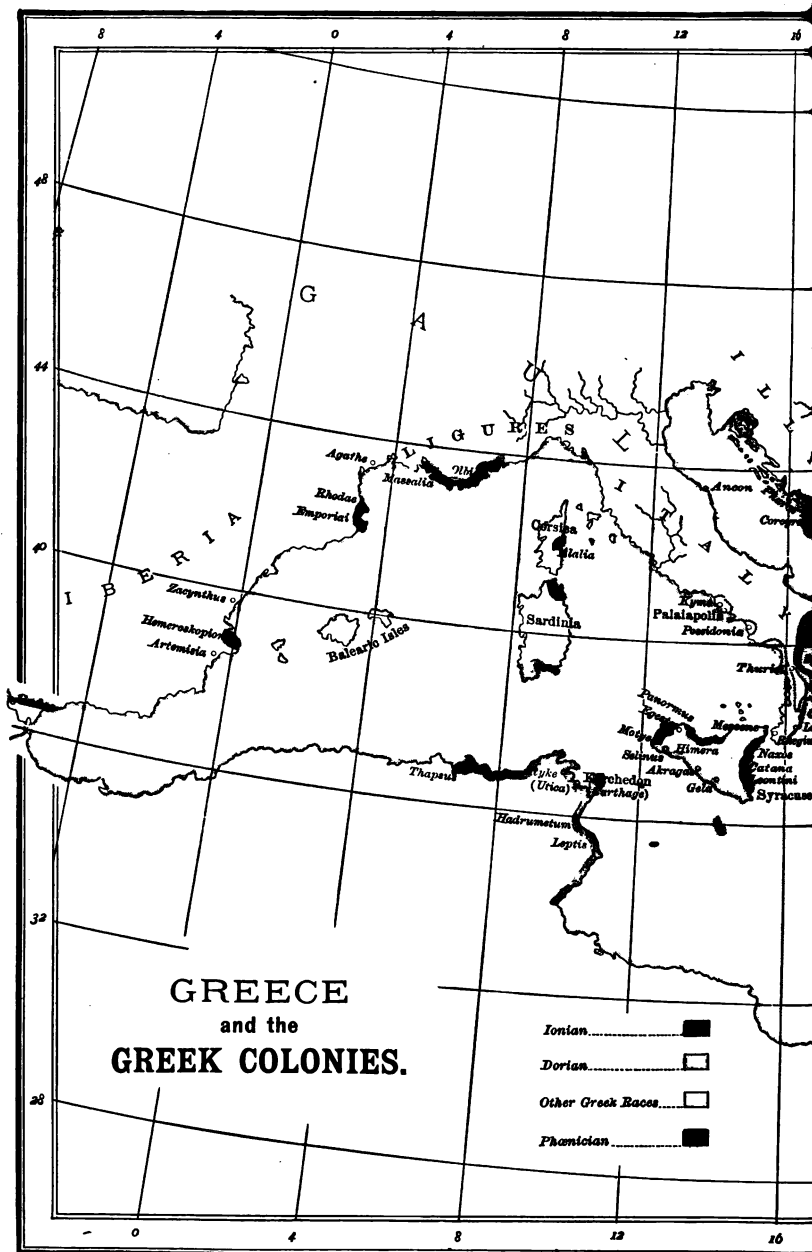 8 4 0 4 8 12 16
48
44
40
32
28
G A U L
I L L
L I G U R E S
I T A L Y
I B E R I A
Agatha
Massalia
Rhodae
Emporiai
Ancon
Corsica
Alalia
Sardinia
Zacynthus
Hemeroskopion
Artemisia
Balearic Isles
Kyme
Palaiapolis
Poseidonia
Thurii
Panormus
Motye
Himera
Selinus
Akragas
Gela
Messene
Naxos
Catana
Leontini
Syracuse
Thapsus
(Utica)
Karchedon
(Carthage)
Hadrumetum
Leptis
GREECE
and the
GREEK COLONIES.
Ionian
Dorian
Other Greek Races
Phœnician
0 4 8 12 16